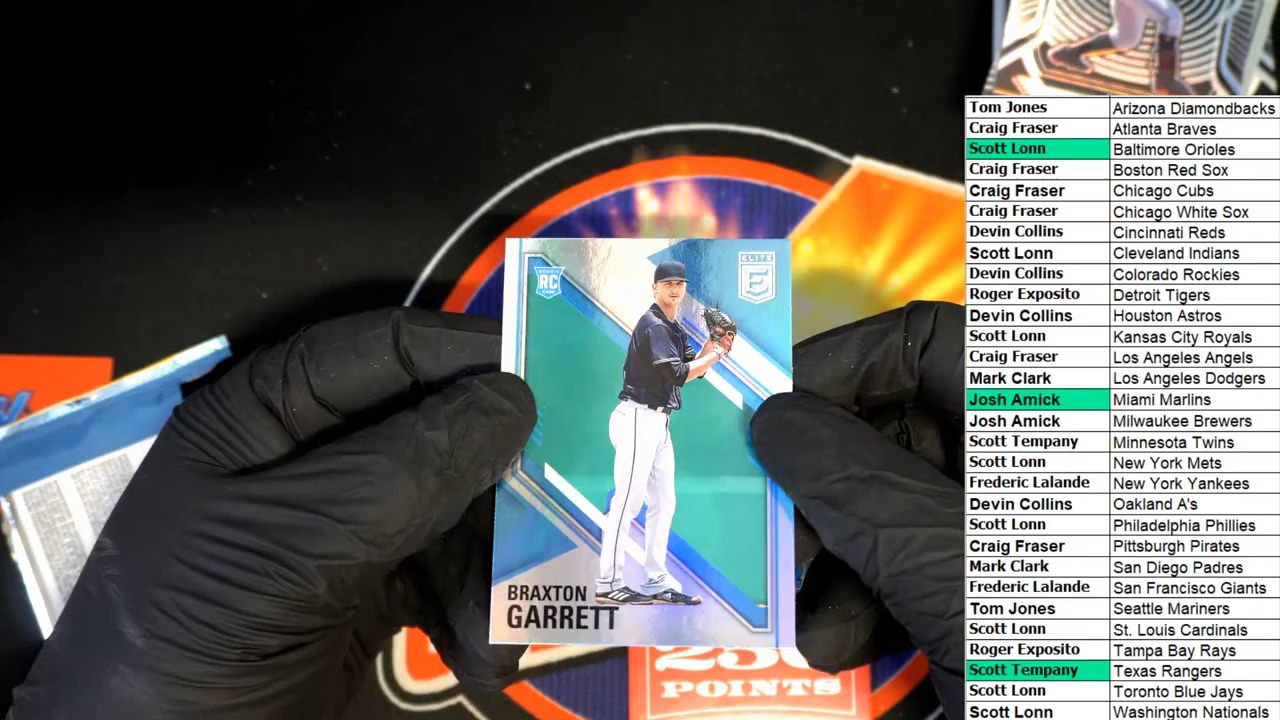 Tom Jones Arizona Diamondbacks
Craig Fraser Atlanta Braves
Scott Lonn Baltimore Orioles
Craig Fraser Boston Red Sox
Craig Fraser Chicago Cubs
Craig Fraser Chicago White Sox
Devin Collins Cincinnati Reds
Scott Lonn Cleveland Indians
Devin Collins Colorado Rockies
Roger Exposito Detroit Tigers
Devin Collins Houston Astros
Scott Lonn Kansas City Royals
Craig Fraser Los Angeles Angels
Mark Clark Los Angeles Dodgers
Josh Amick Miami Marlins
Josh Amick Milwaukee Brewers
Scott Tempany Minnesota Twins
Scott Lonn New York Mets
Frederic Lalande New York Yankees
Devin Collins Oakland A's
Scott Lonn Philadelphia Phillies
Craig Fraser Pittsburgh Pirates
Mark Clark San Diego Padres
Frederic Lalande San Francisco Giants
Tom Jones Seattle Mariners
Scott Lonn St. Louis Cardinals
Roger Exposito Tampa Bay Rays
Scott Tempany Texas Rangers
Scott Lonn Toronto Blue Jays
Scott Lonn Washington Nationals
ROOKIE
RC
CARD
ELITE
E
BRAXTON
GARRETT
250
POINTS